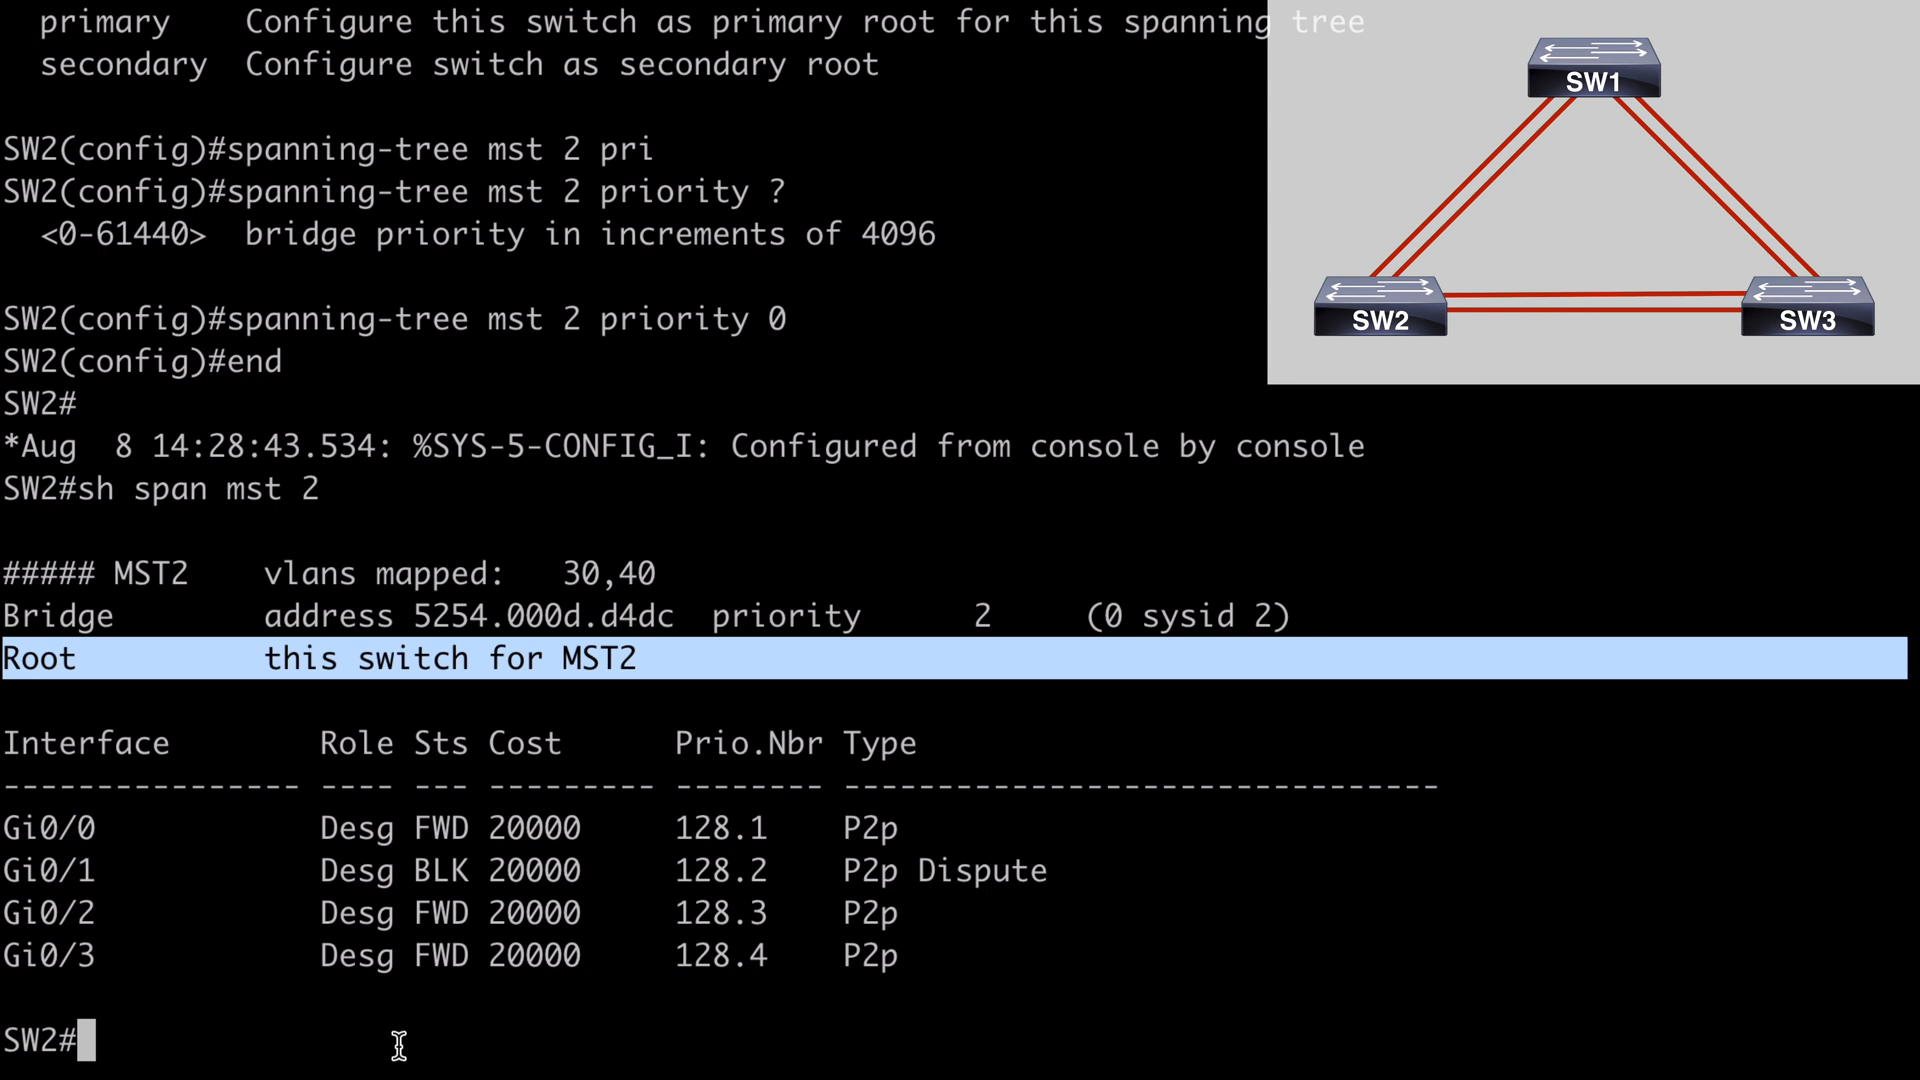 primary    Configure this switch as primary root for this spanning tree
secondary  Configure switch as secondary root
SW2(config)#spanning-tree mst 2 pri
SW2(config)#spanning-tree mst 2 priority ?
<0-61440>  bridge priority in increments of 4096
SW2(config)#spanning-tree mst 2 priority 0
SW2(config)#end
SW2#
*Aug  8 14:28:43.534: %SYS-5-CONFIG_I: Configured from console by console
SW2#sh span mst 2
##### MST2    vlans mapped:   30,40
Bridge        address 5254.000d.d4dc  priority      2     (0 sysid 2)
Root          this switch for MST2
Interface        Role Sts Cost      Prio.Nbr Type
---------------- ---- --- --------- -------- --------------------------------
Gi0/0            Desg FWD 20000     128.1    P2p
Gi0/1            Desg BLK 20000     128.2    P2p Dispute
Gi0/2            Desg FWD 20000     128.3    P2p
Gi0/3            Desg FWD 20000     128.4    P2p
SW2#
SW1
SW2
SW3